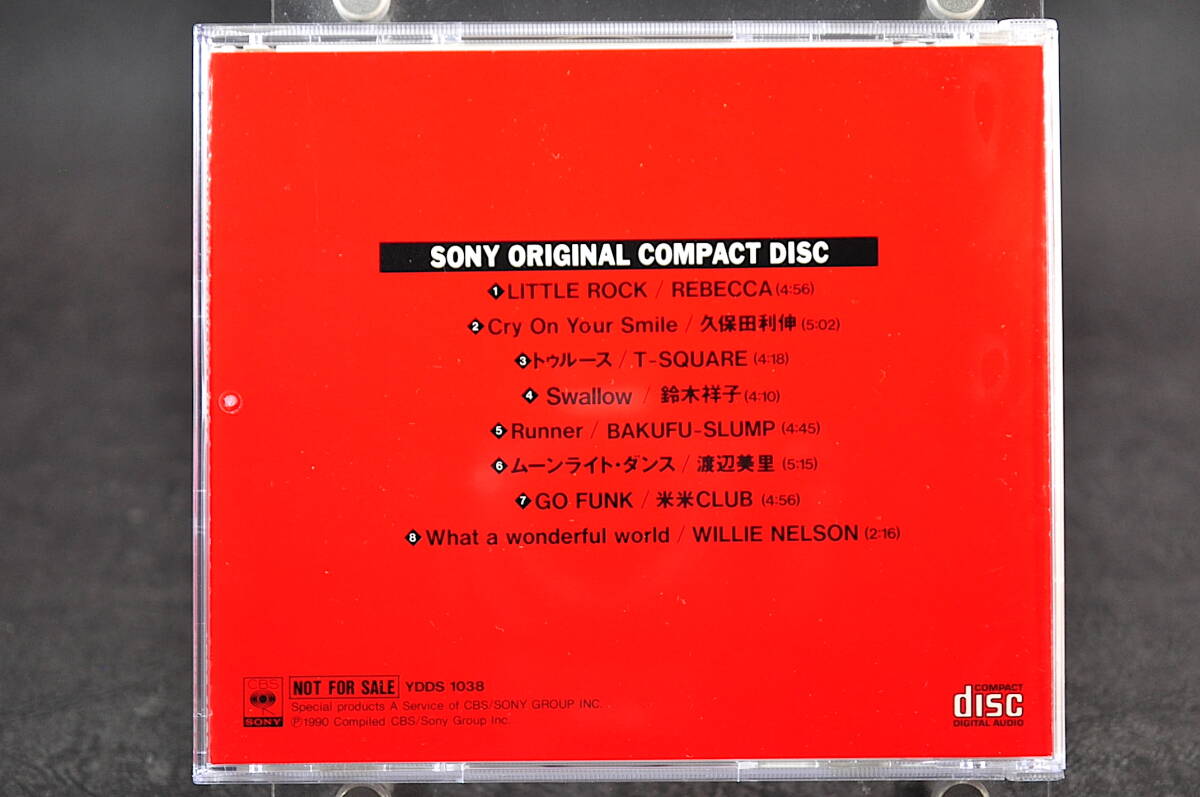 SONY ORIGINAL COMPACT DISC
1 LITTLE ROCK / REBECCA (4:56)
2 Cry On Your Smile / 久保田利伸 (5:02)
3 トゥルース / T-SQUARE (4:18)
4 Swallow / 鈴木祥子 (4:10)
5 Runner / BAKUFU-SLUMP (4:45)
6 ムーンライト・ダンス / 渡辺美里 (5:15)
7 GO FUNK / 米米CLUB (4:56)
8 What a wonderful world / WILLIE NELSON (2:16)
CBS
SONY
NOT FOR SALE YDDS 1038
Special products A Service of CBS/SONY GROUP INC.
℗1990 Compiled CBS/Sony Group Inc.
COMPACT
disc
DIGITAL AUDIO